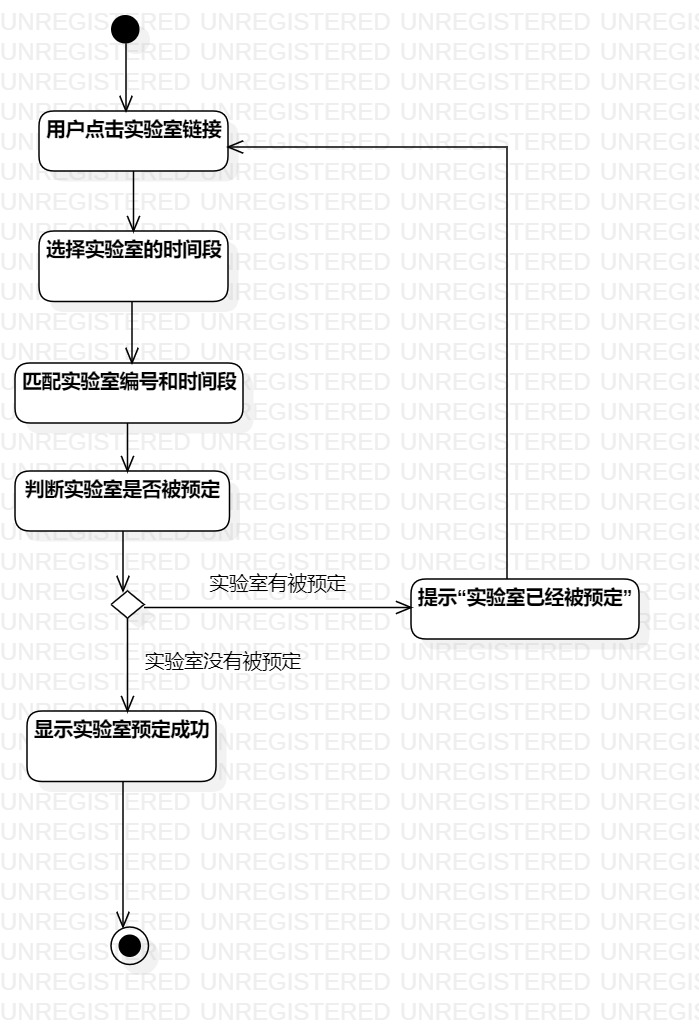 用户点击实验室链接
选择实验室的时间段
匹配实验室编号和时间段
判断实验室是否被预定
实验室有被预定
提示“实验室已经被预定”
实验室没有被预定
显示实验室预定成功
UNREGISTERED